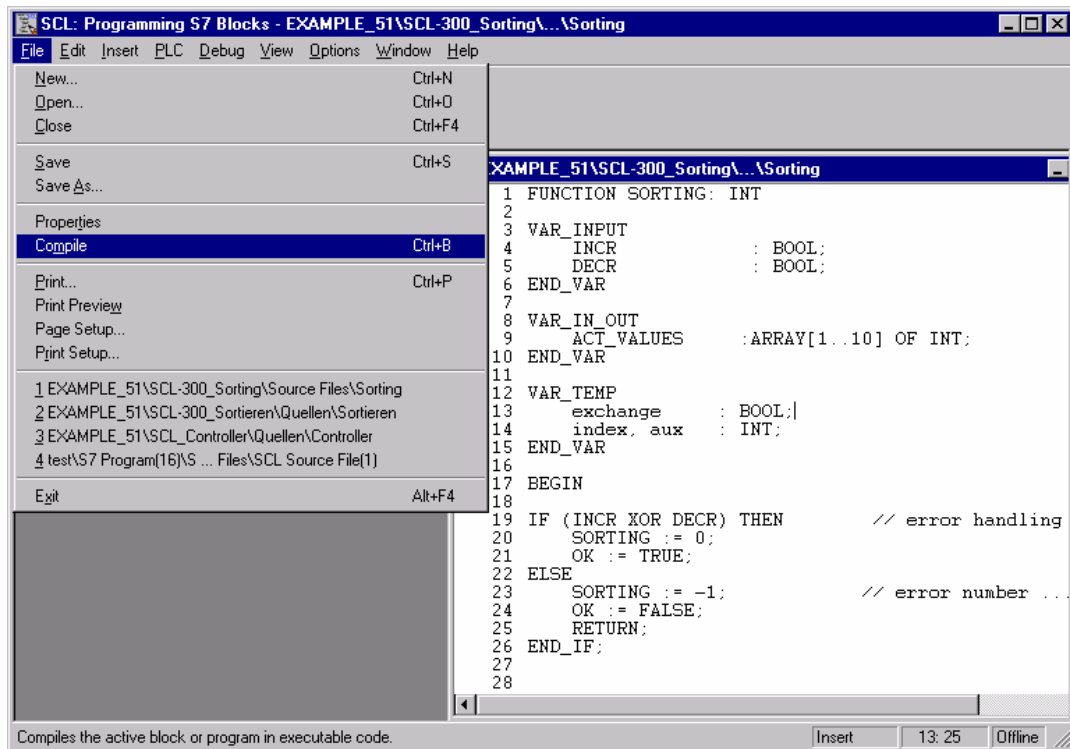 SCL: Programming S7 Blocks - EXAMPLE_51\SCL-300_Sorting\...\Sorting
File Edit Insert PLC Debug View Options Window Help
New... Ctrl+N
Open... Ctrl+O
Close Ctrl+F4
Save Ctrl+S
Save As...
Properties
Compile Ctrl+B
Print... Ctrl+P
Print Preview
Page Setup...
Print Setup...
1 EXAMPLE_51\SCL-300_Sorting\Source Files\Sorting
2 EXAMPLE_51\SCL-300_Sortieren\Quellen\Sortieren
3 EXAMPLE_51\SCL_Controller\Quellen\Controller
4 test\S7 Program(16)\S ... Files\SCL Source File(1)
Exit Alt+F4
XAMPLE_51\SCL-300_Sorting\...\Sorting
1 FUNCTION SORTING: INT
2
3 VAR_INPUT
4 INCR : BOOL;
5 DECR : BOOL;
6 END_VAR
7
8 VAR_IN_OUT
9 ACT_VALUES :ARRAY[1..10] OF INT;
10 END_VAR
11
12 VAR_TEMP
13 exchange : BOOL;
14 index, aux : INT;
15 END_VAR
16
17 BEGIN
18
19 IF (INCR XOR DECR) THEN // error handling
20 SORTING := 0;
21 OK := TRUE;
22 ELSE
23 SORTING := -1; // error number ...
24 OK := FALSE;
25 RETURN;
26 END_IF;
27
28
Compiles the active block or program in executable code. Insert 13: 25 Offline